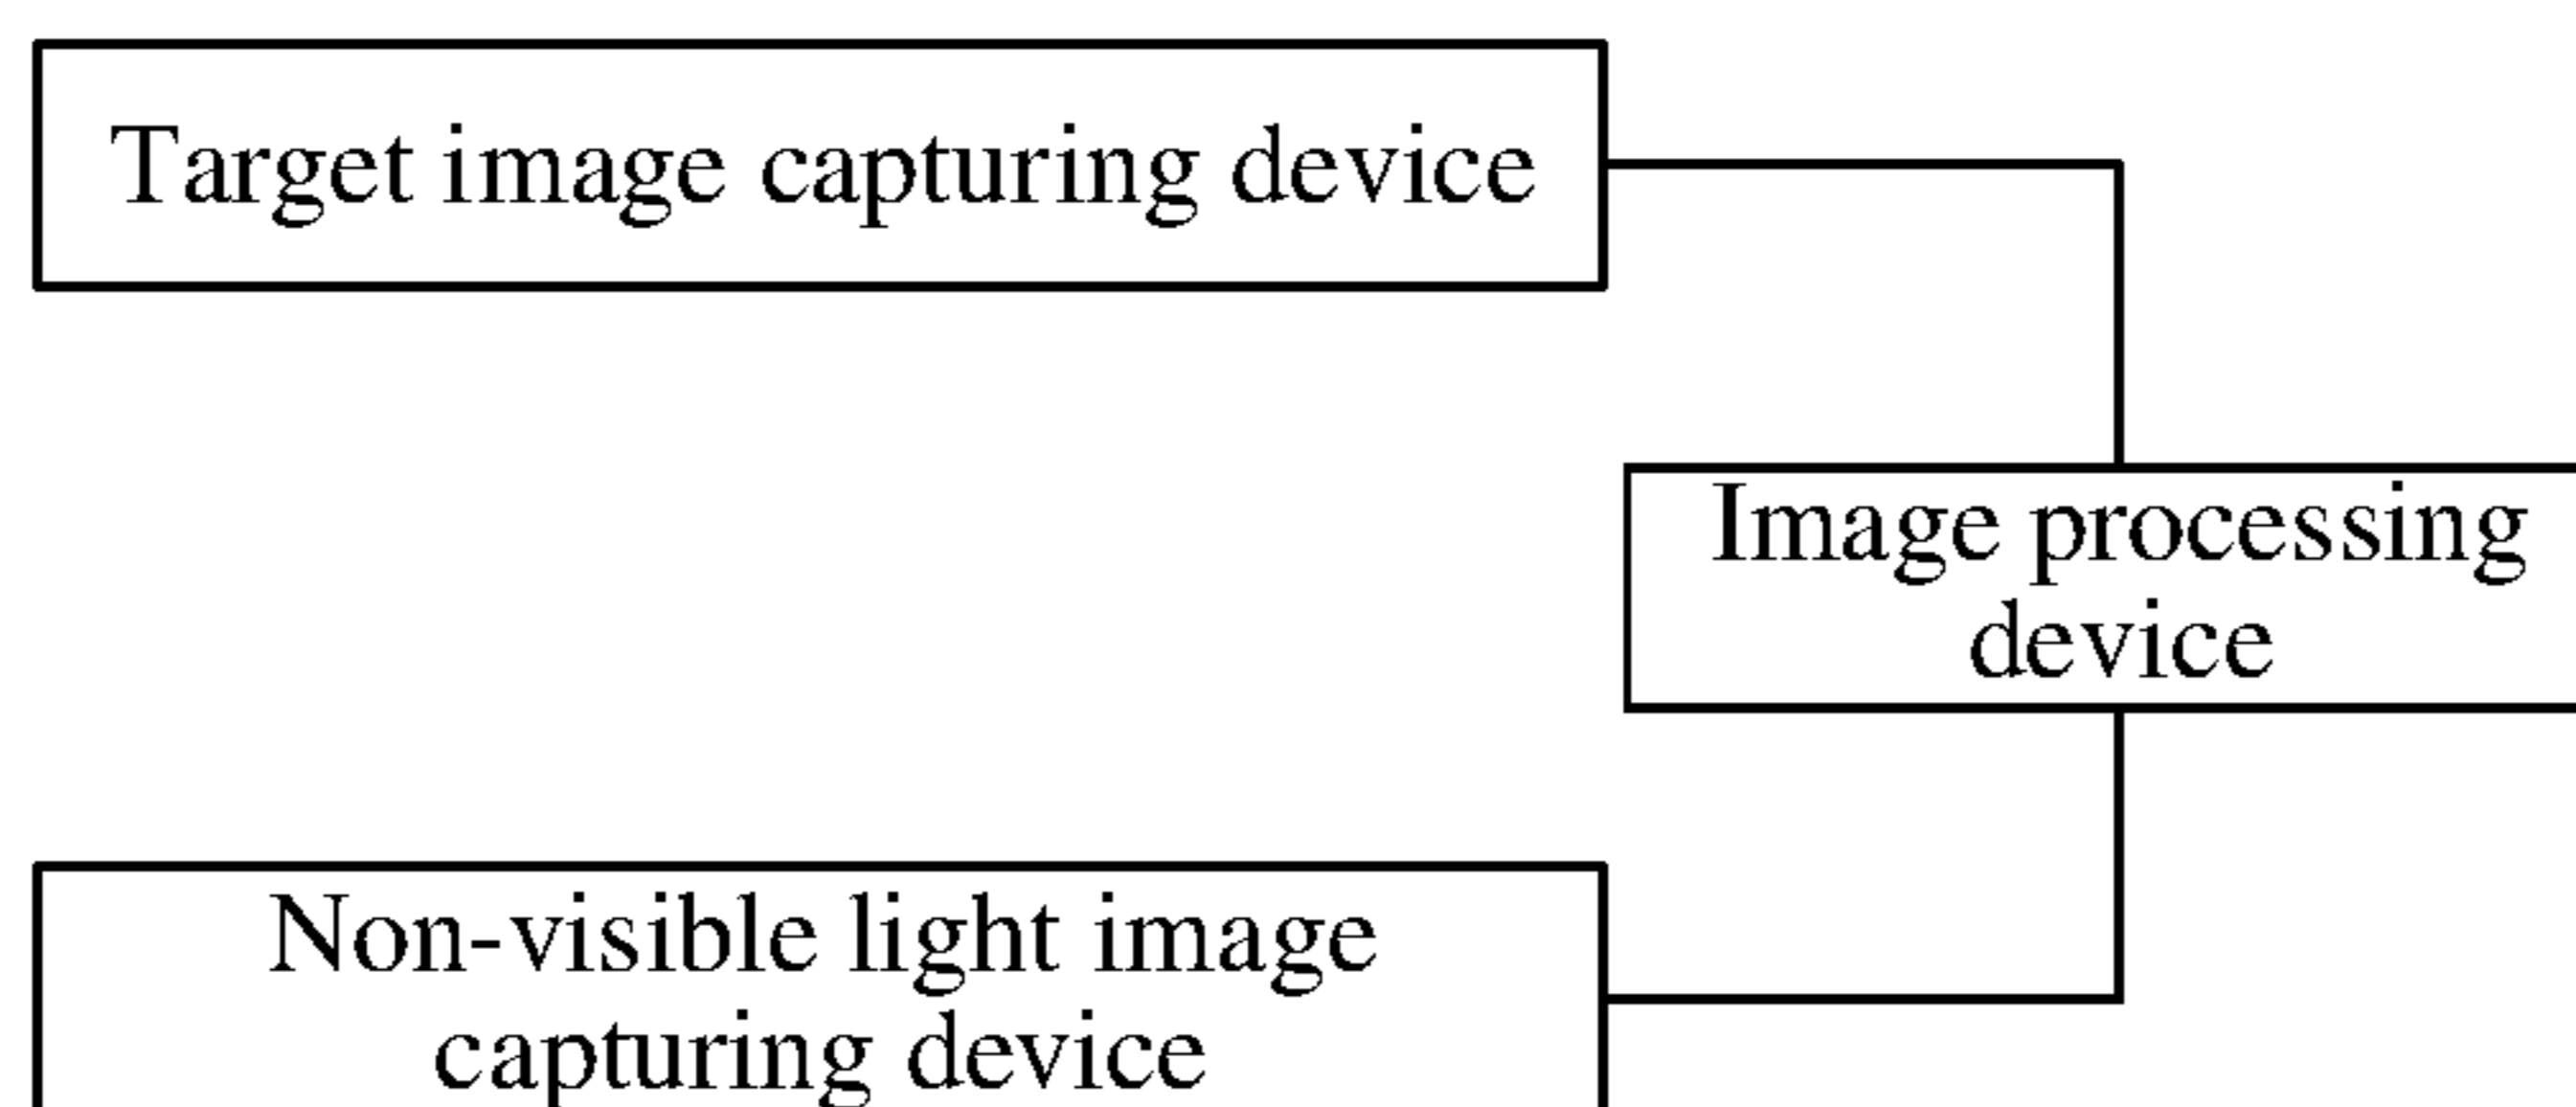 Target image capturing device
Image processing
device
Non-visible light image
capturing device